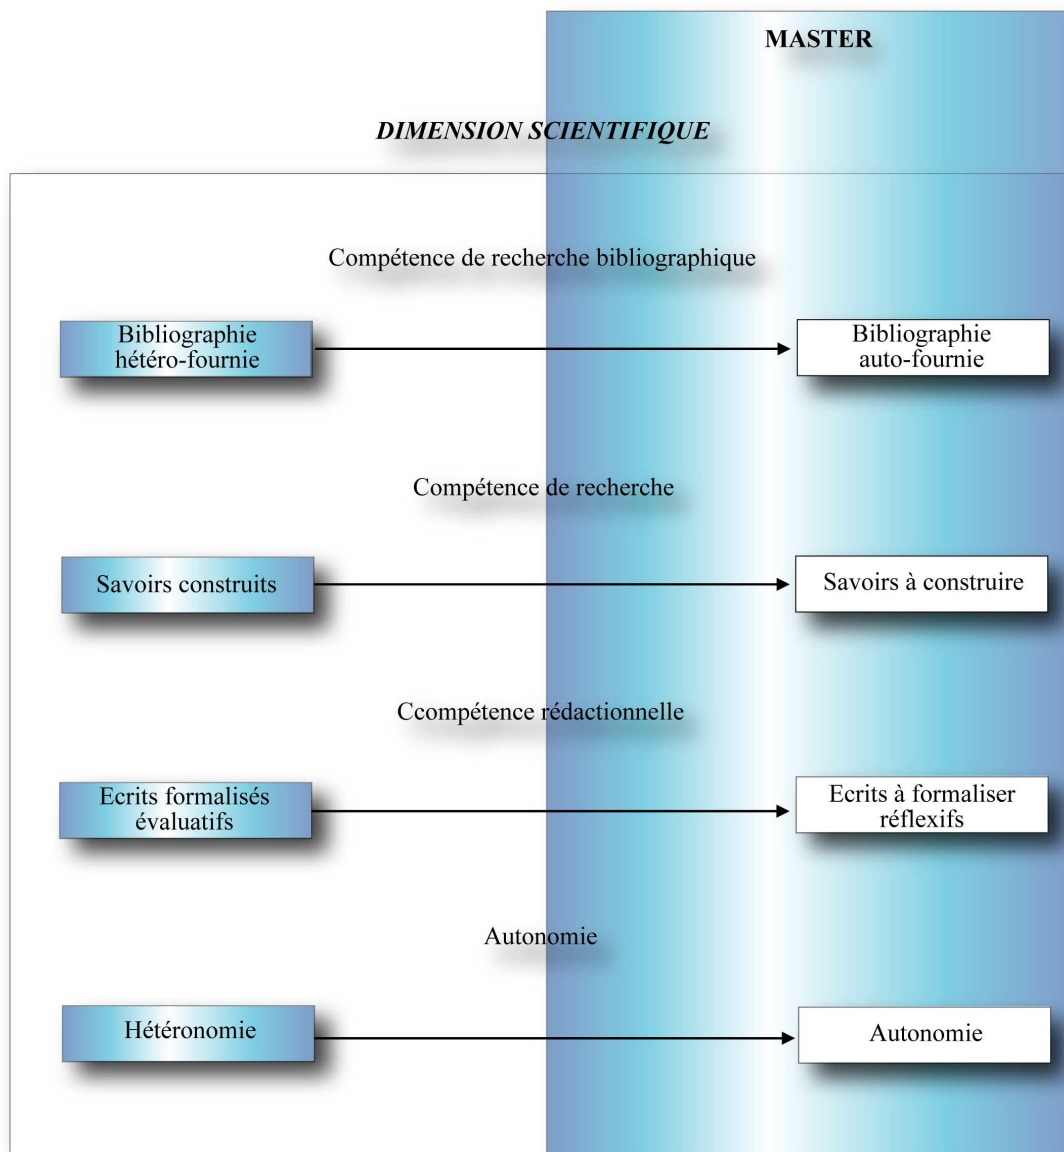 MASTER
DIMENSION SCIENTIFIQUE
Compétence de recherche bibliographique
Bibliographie
hétéro-fournie
Bibliographie
auto-fournie
Compétence de recherche
Savoirs construits
Savoirs à construire
Ccompétence rédactionnelle
Ecrits formalisés
évaluatifs
Ecrits à formaliser
réflexifs
Autonomie
Hétéronomie
Autonomie